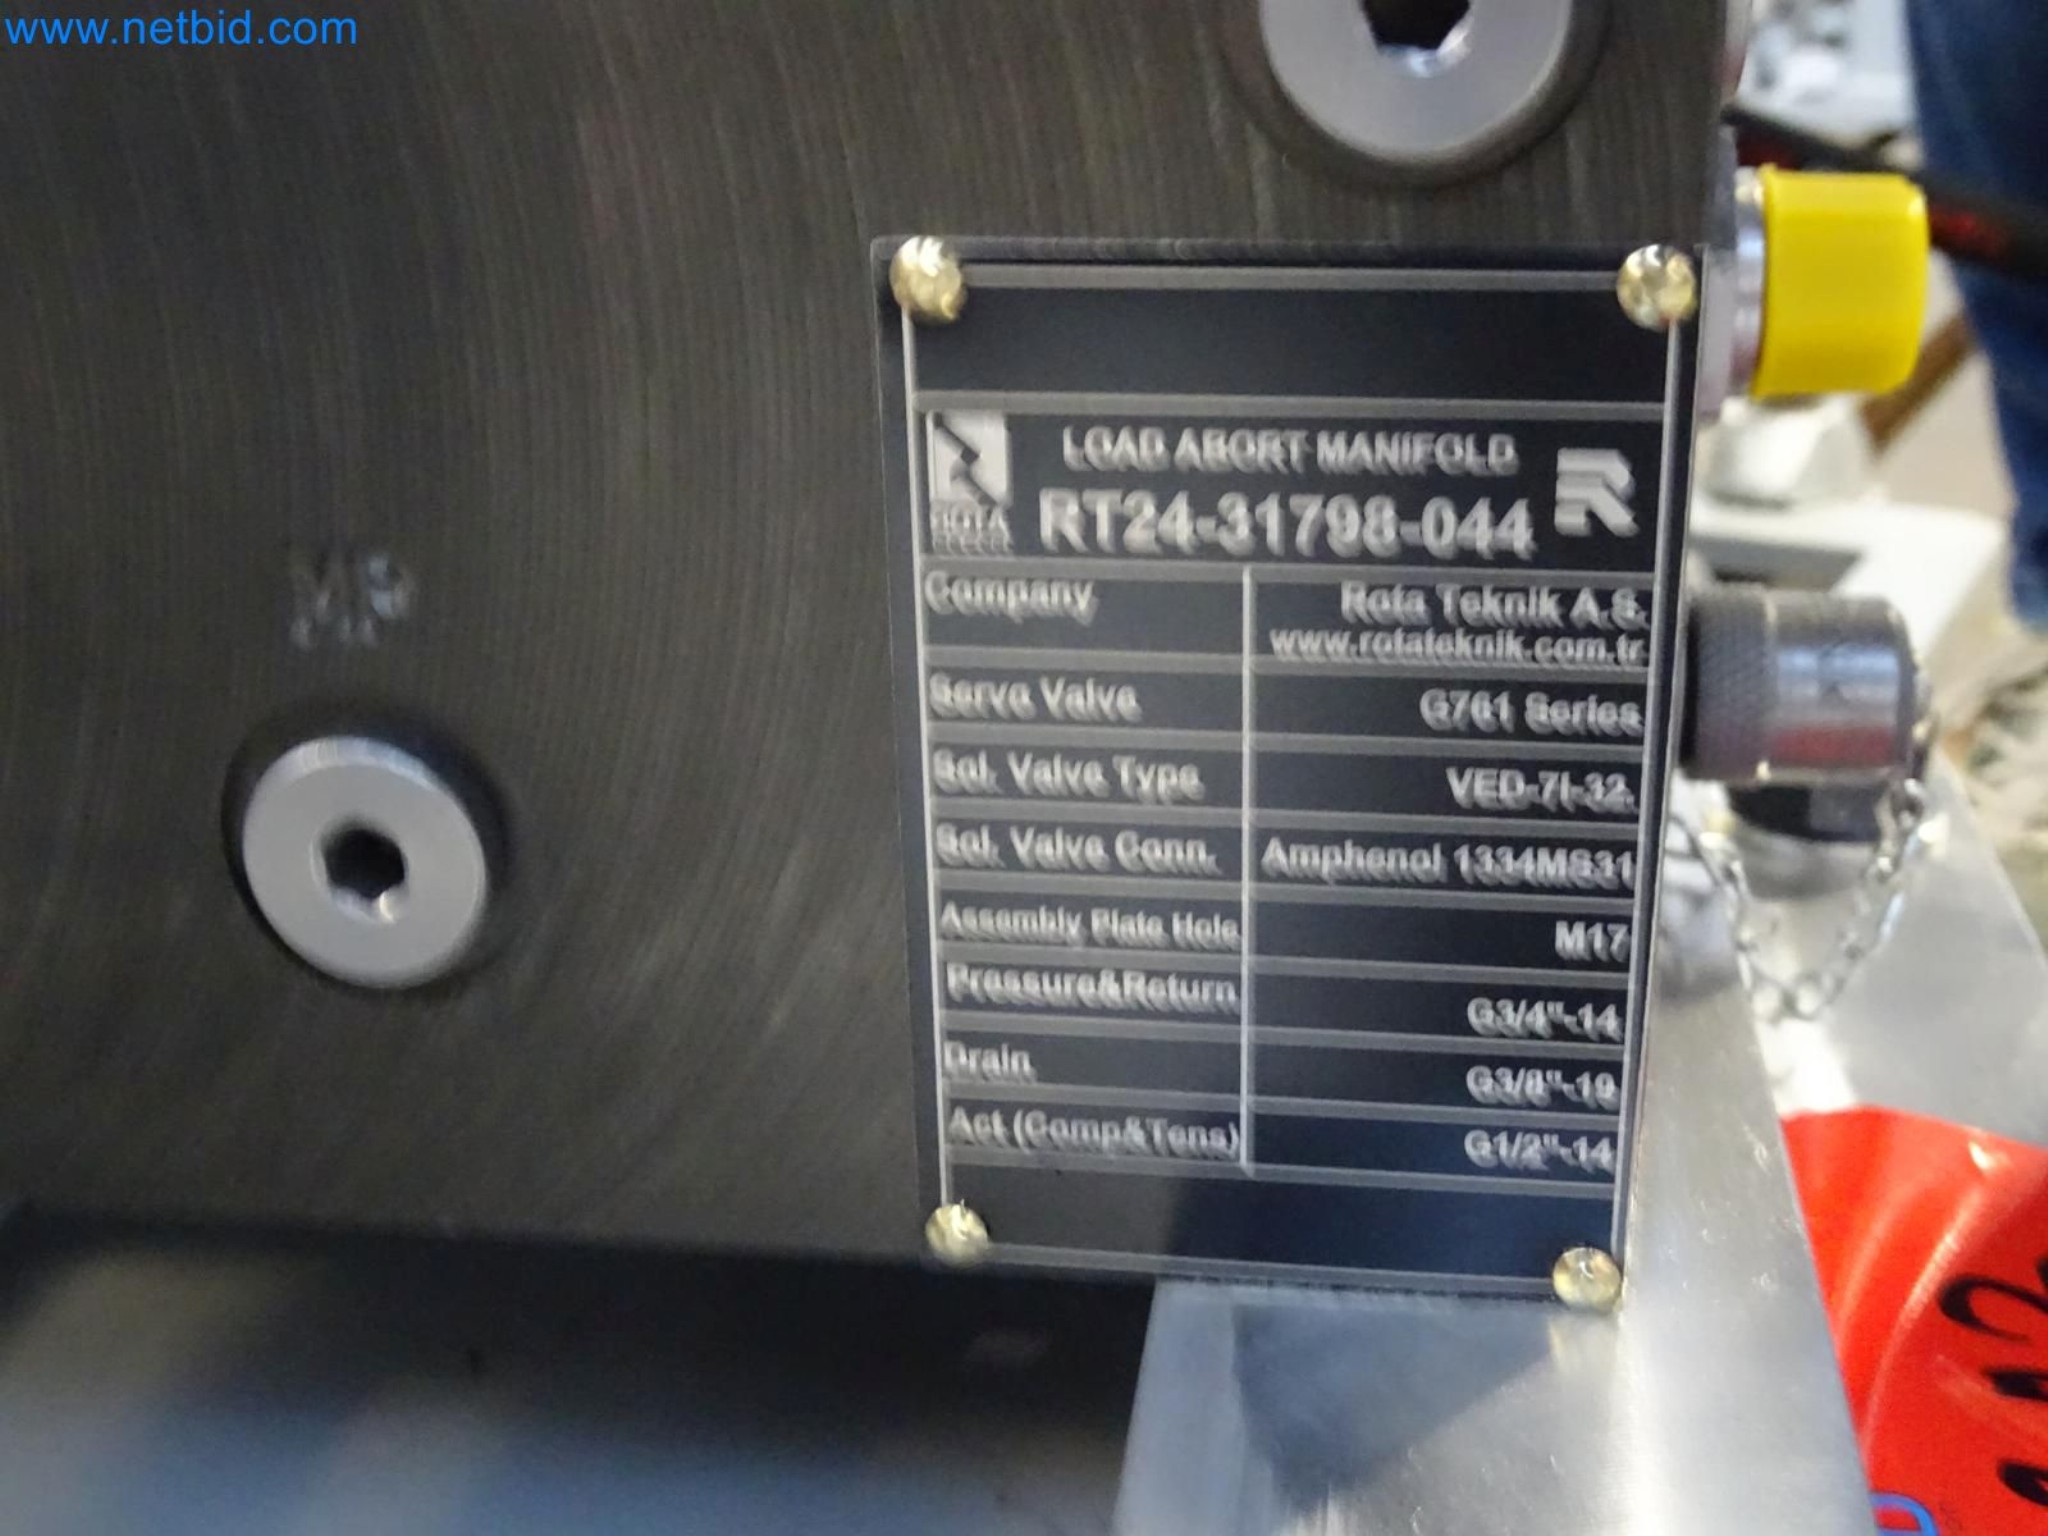 www.netbid.com
LOAD ABORT MANIFOLD
ROTA
RT24-31798-044
Company Rota Teknik A.S.
www.rotateknik.com.tr
Servo Valve G761 Series
Sol. Valve Type VED-7I-32
Sol. Valve Conn. Amphenol 1334MS31
Assembly Plate Hole M17
Pressure&Return G3/4"-14
Drain G3/8"-19
Act (Comp&Tens) G1/2"-14